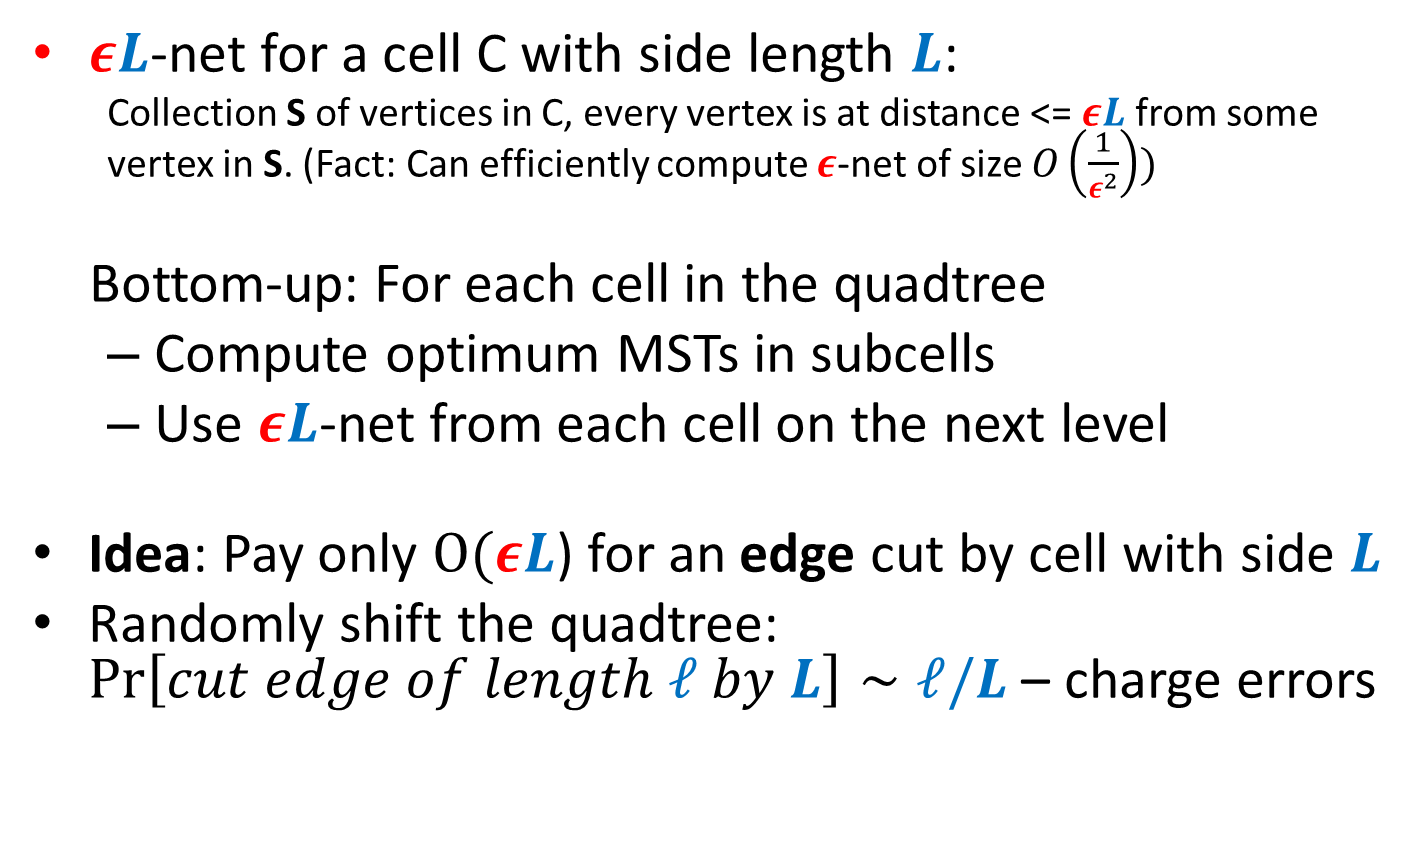 • ϵL-net for a cell C with side length L:
Collection S of vertices in C, every vertex is at distance <= ϵL from some
vertex in S. (Fact: Can efficiently compute ϵ-net of size O(1/ϵ²))
Bottom-up: For each cell in the quadtree
– Compute optimum MSTs in subcells
– Use ϵL-net from each cell on the next level
• Idea: Pay only O(ϵL) for an edge cut by cell with side L
• Randomly shift the quadtree:
Pr[cut edge of length ℓ by L] ~ ℓ/L – charge errors